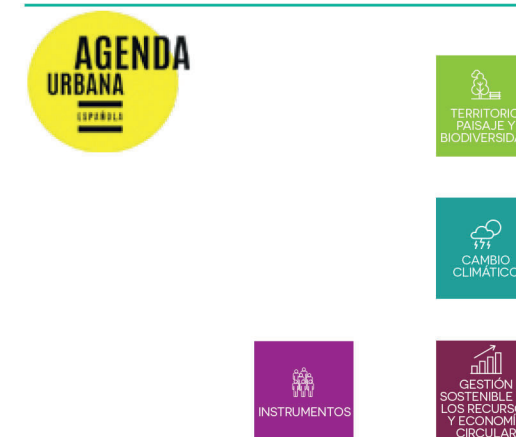 AGENDA
URBANA
ESPAÑOLA
TERRITORIO
PAISAJE Y
BIODIVERSIDA
CAMBIO
CLIMÁTICO
INSTRUMENTOS
GESTIÓN
SOSTENIBLE
LOS RECURSO
Y ECONOMÍ
CIRCULAR